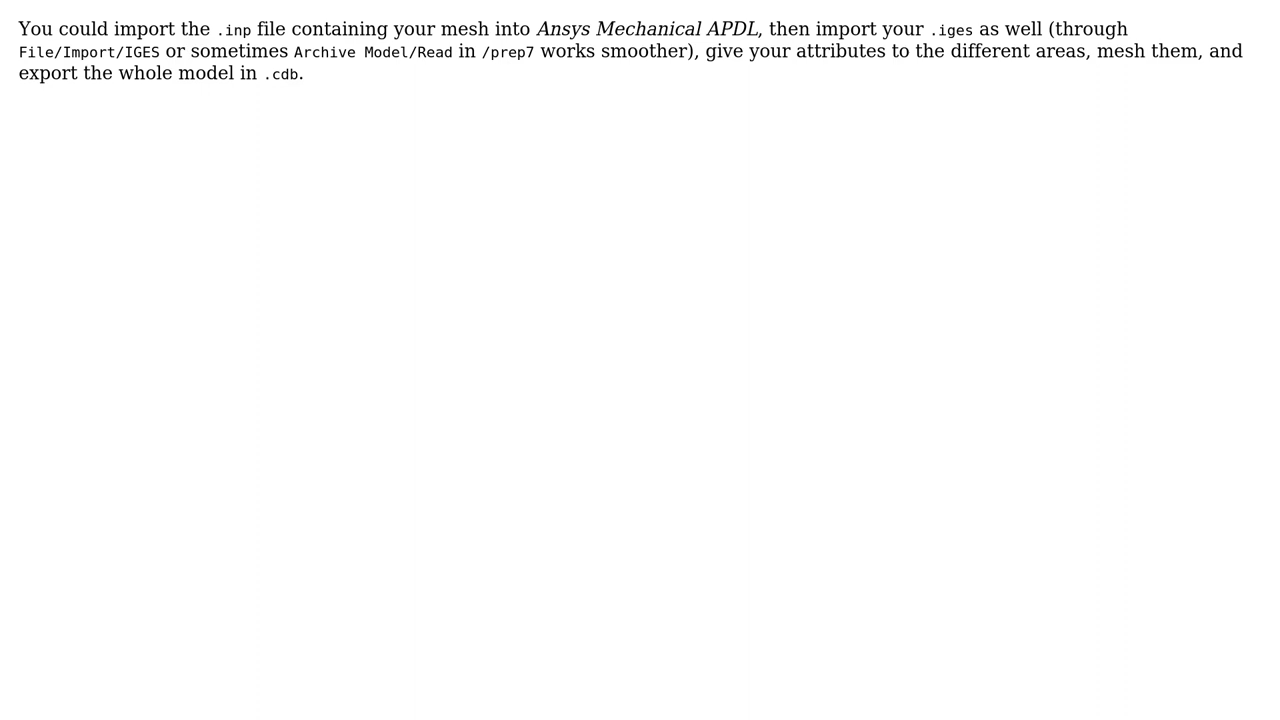 You could import the .inp file containing your mesh into Ansys Mechanical APDL, then import your .iges as well (through
File/Import/IGES or sometimes Archive Model/Read in /prep7 works smoother), give your attributes to the different areas, mesh them, and
export the whole model in .cdb.